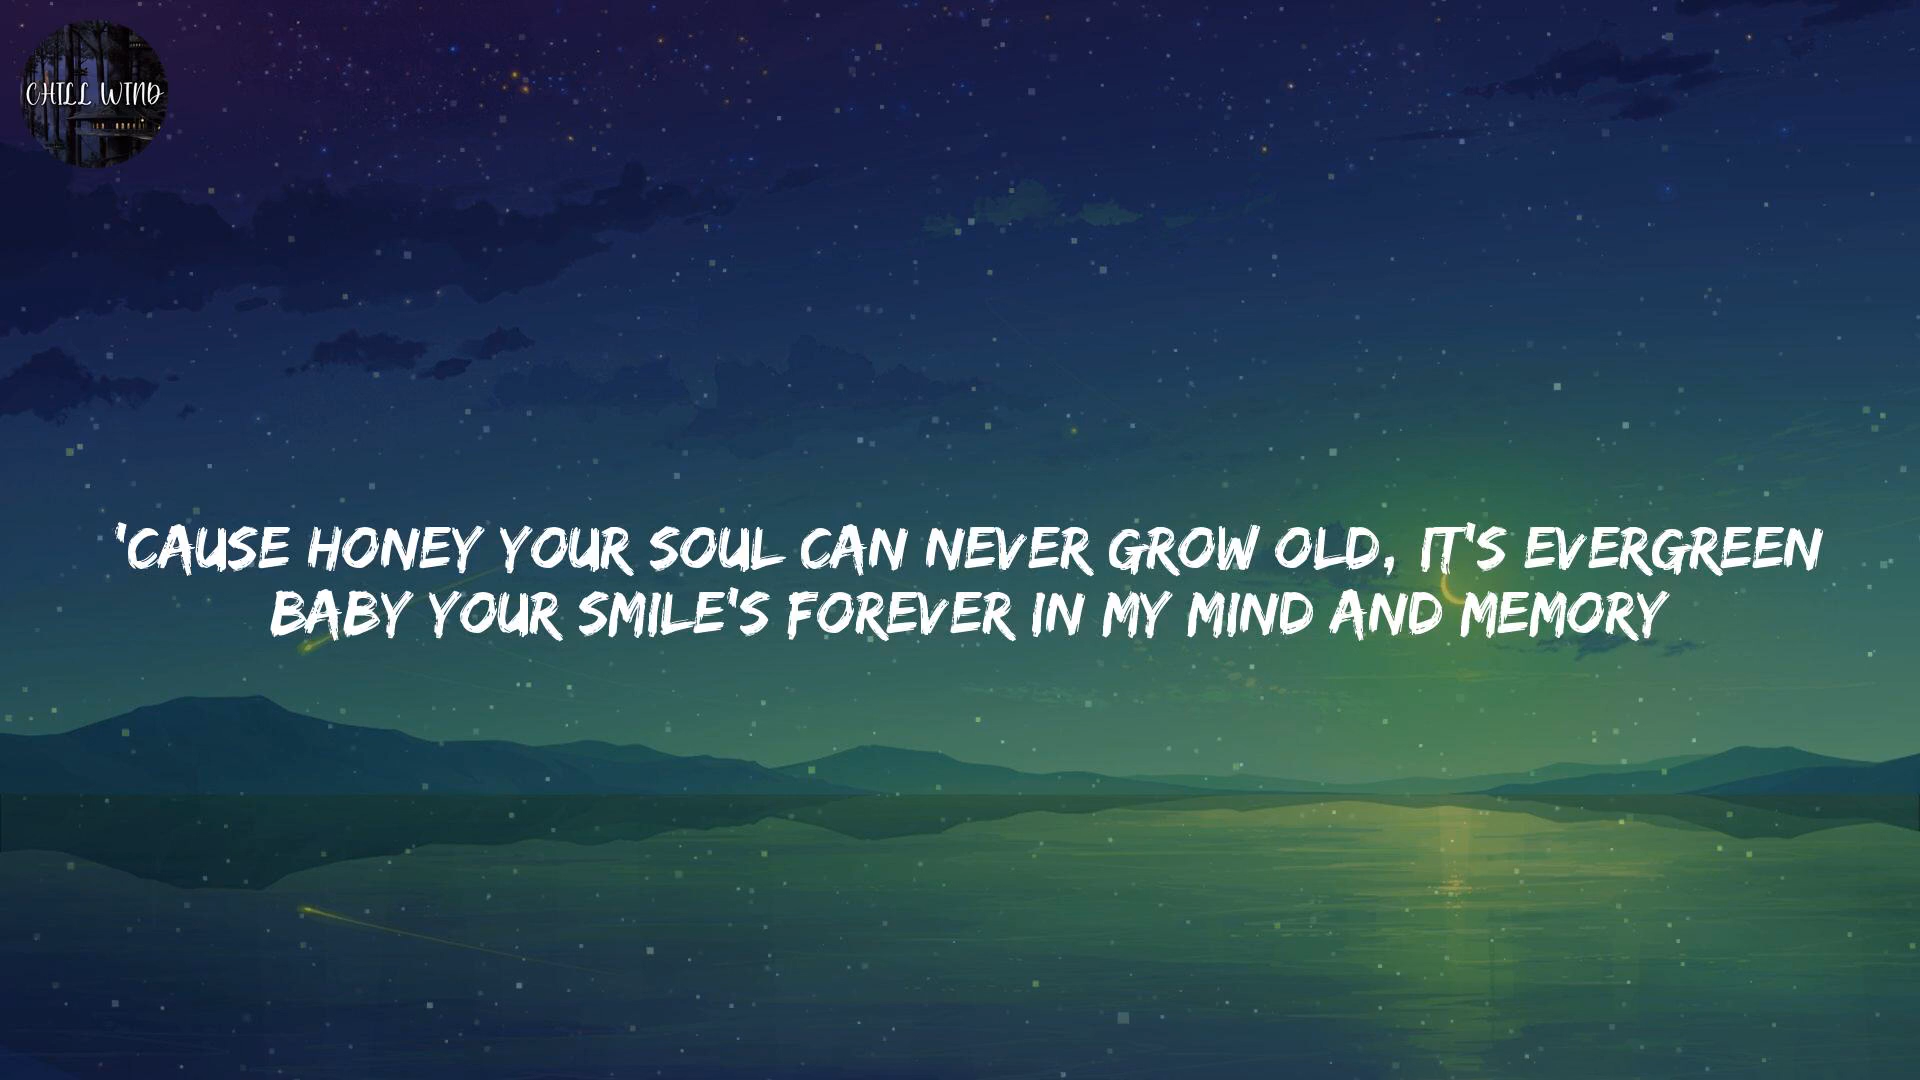 CHILL WIND
'CAUSE HONEY YOUR SOUL CAN NEVER GROW OLD, IT'S EVERGREEN
BABY YOUR SMILE'S FOREVER IN MY MIND AND MEMORY